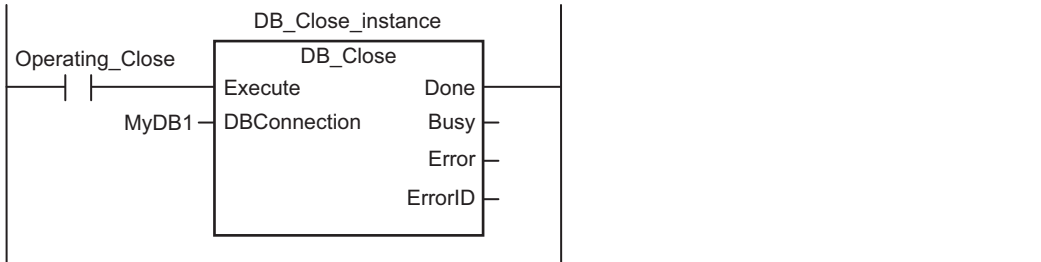 DB_Close_instance
Operating_Close
DB_Close
Execute Done
MyDB1 DBConnection Busy
Error
ErrorID